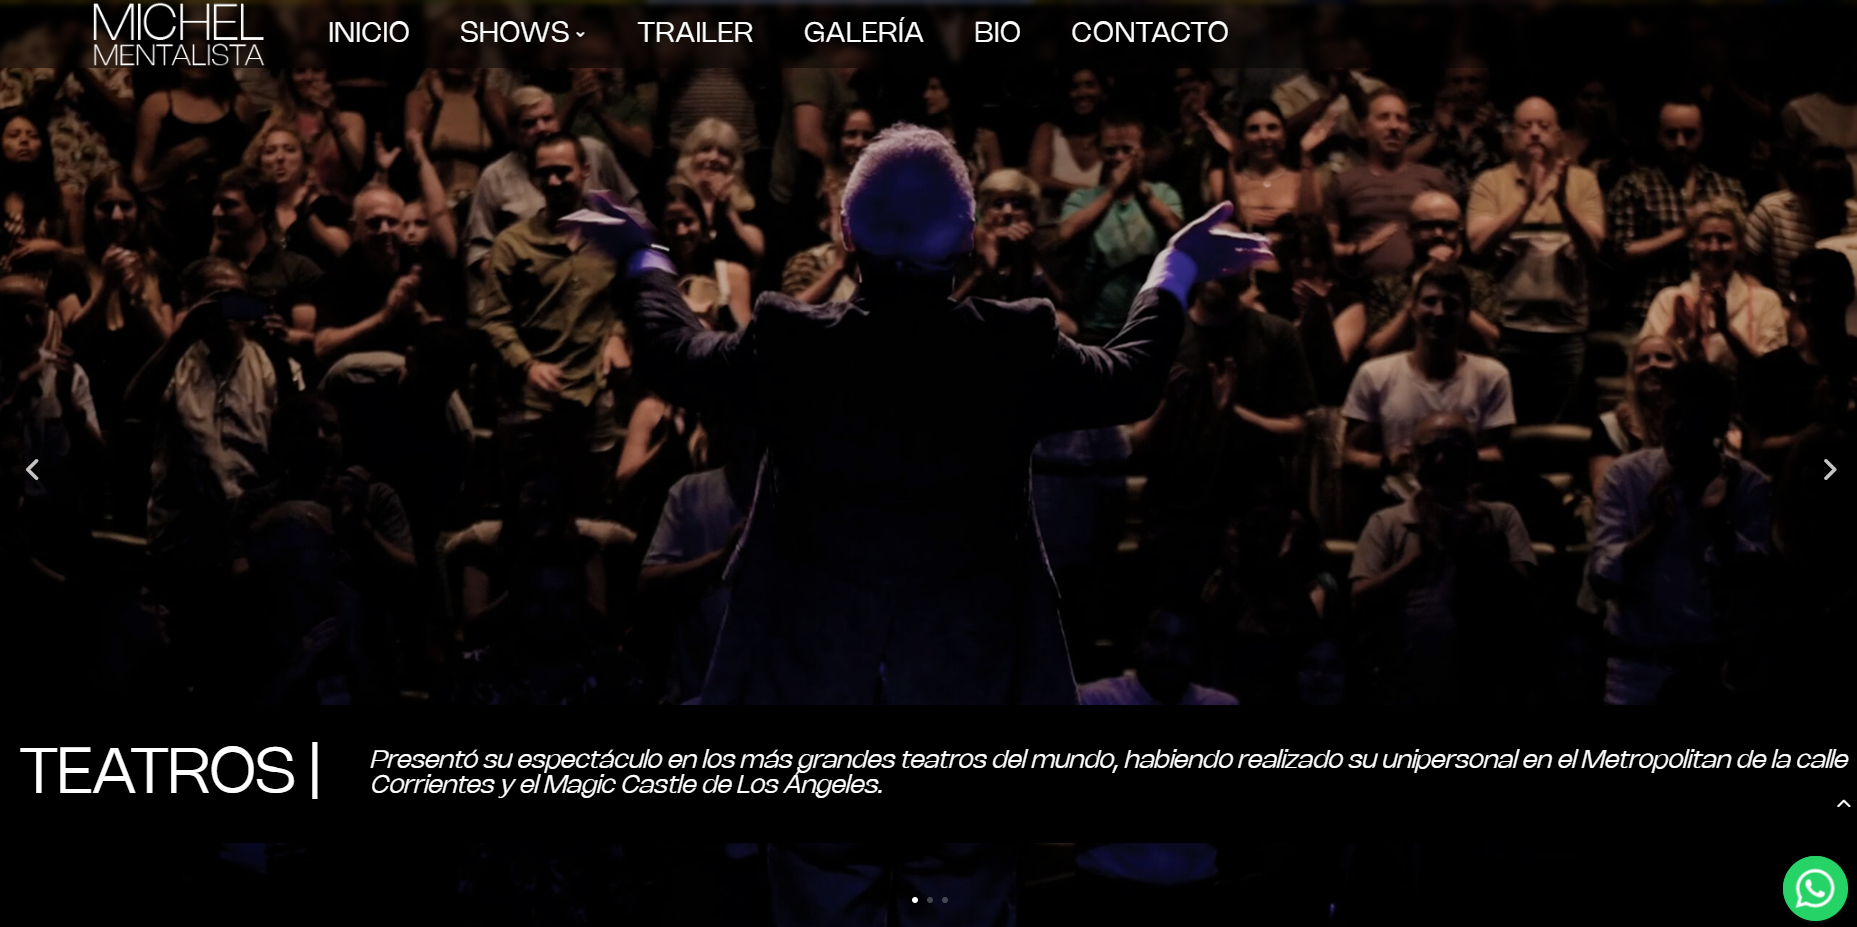 MICHEL
MENTALISTA
INICIO SHOWS TRAILER GALERÍA BIO CONTACTO
TEATROS |
Presentó su espectáculo en los más grandes teatros del mundo, habiendo realizado su unipersonal en el Metropolitan de la calle
Corrientes y el Magic Castle de Los Ángeles.